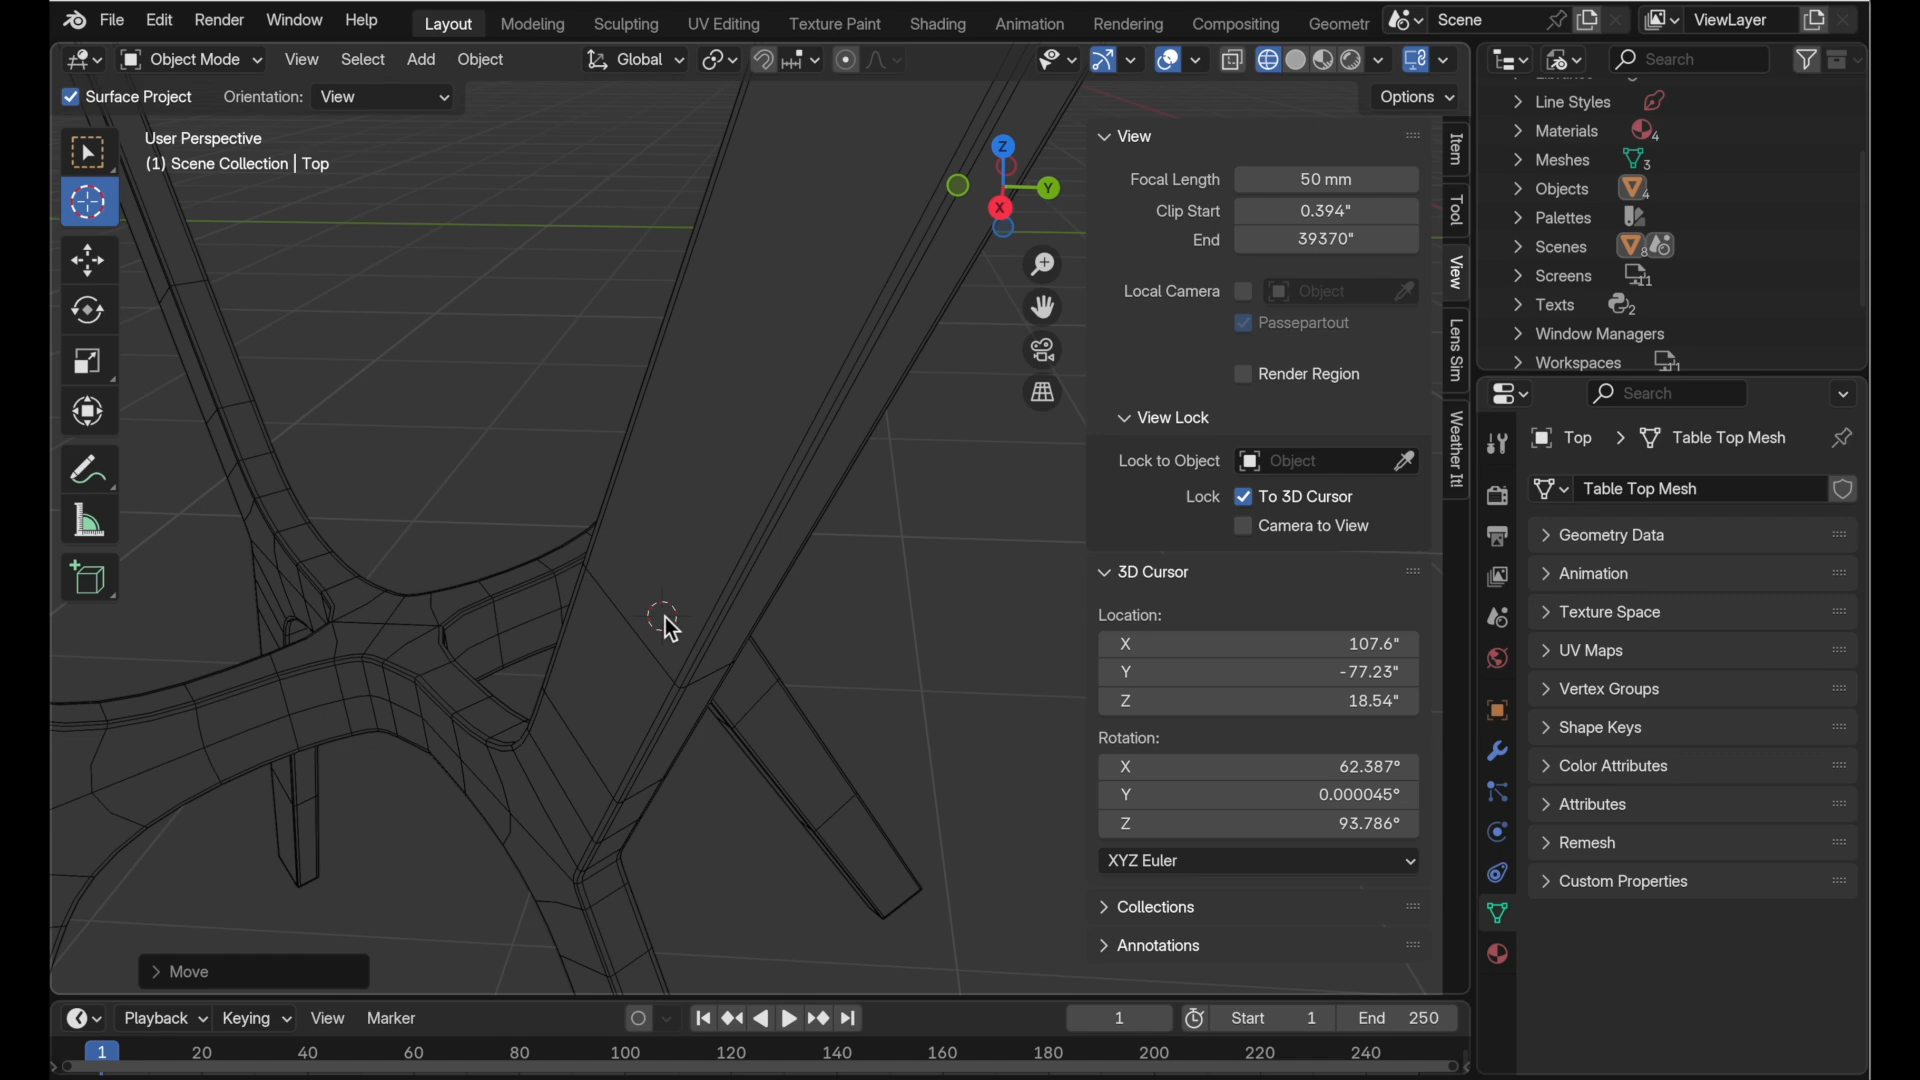 File Edit Render Window Help Layout Modeling Sculpting UV Editing Texture Paint Shading Animation Rendering Compositing Geometr Scene ViewLayer
Object Mode View Select Add Object Global
Surface Project Orientation: View Options
User Perspective
(1) Scene Collection | Top
Z
Y
X
View
Focal Length 50 mm
Clip Start 0.394"
End 39370"
Local Camera Object
Passepartout
Render Region
View Lock
Lock to Object Object
Lock To 3D Cursor
Camera to View
3D Cursor
Location:
X 107.6"
Y -77.23"
Z 18.54"
Rotation:
X 62.387°
Y 0.000045°
Z 93.786°
XYZ Euler
Collections
Annotations
Item
Tool
View
Lens Sim
Weather It!
Move
Search
Line Styles
Materials 4
Meshes 3
Objects 4
Palettes
Scenes 8
Screens 11
Texts 2
Window Managers
Workspaces 1
Search
Top Table Top Mesh
Table Top Mesh
Geometry Data
Animation
Texture Space
UV Maps
Vertex Groups
Shape Keys
Color Attributes
Attributes
Remesh
Custom Properties
Playback Keying View Marker 1 Start 1 End 250
1 20 40 60 80 100 120 140 160 180 200 220 240